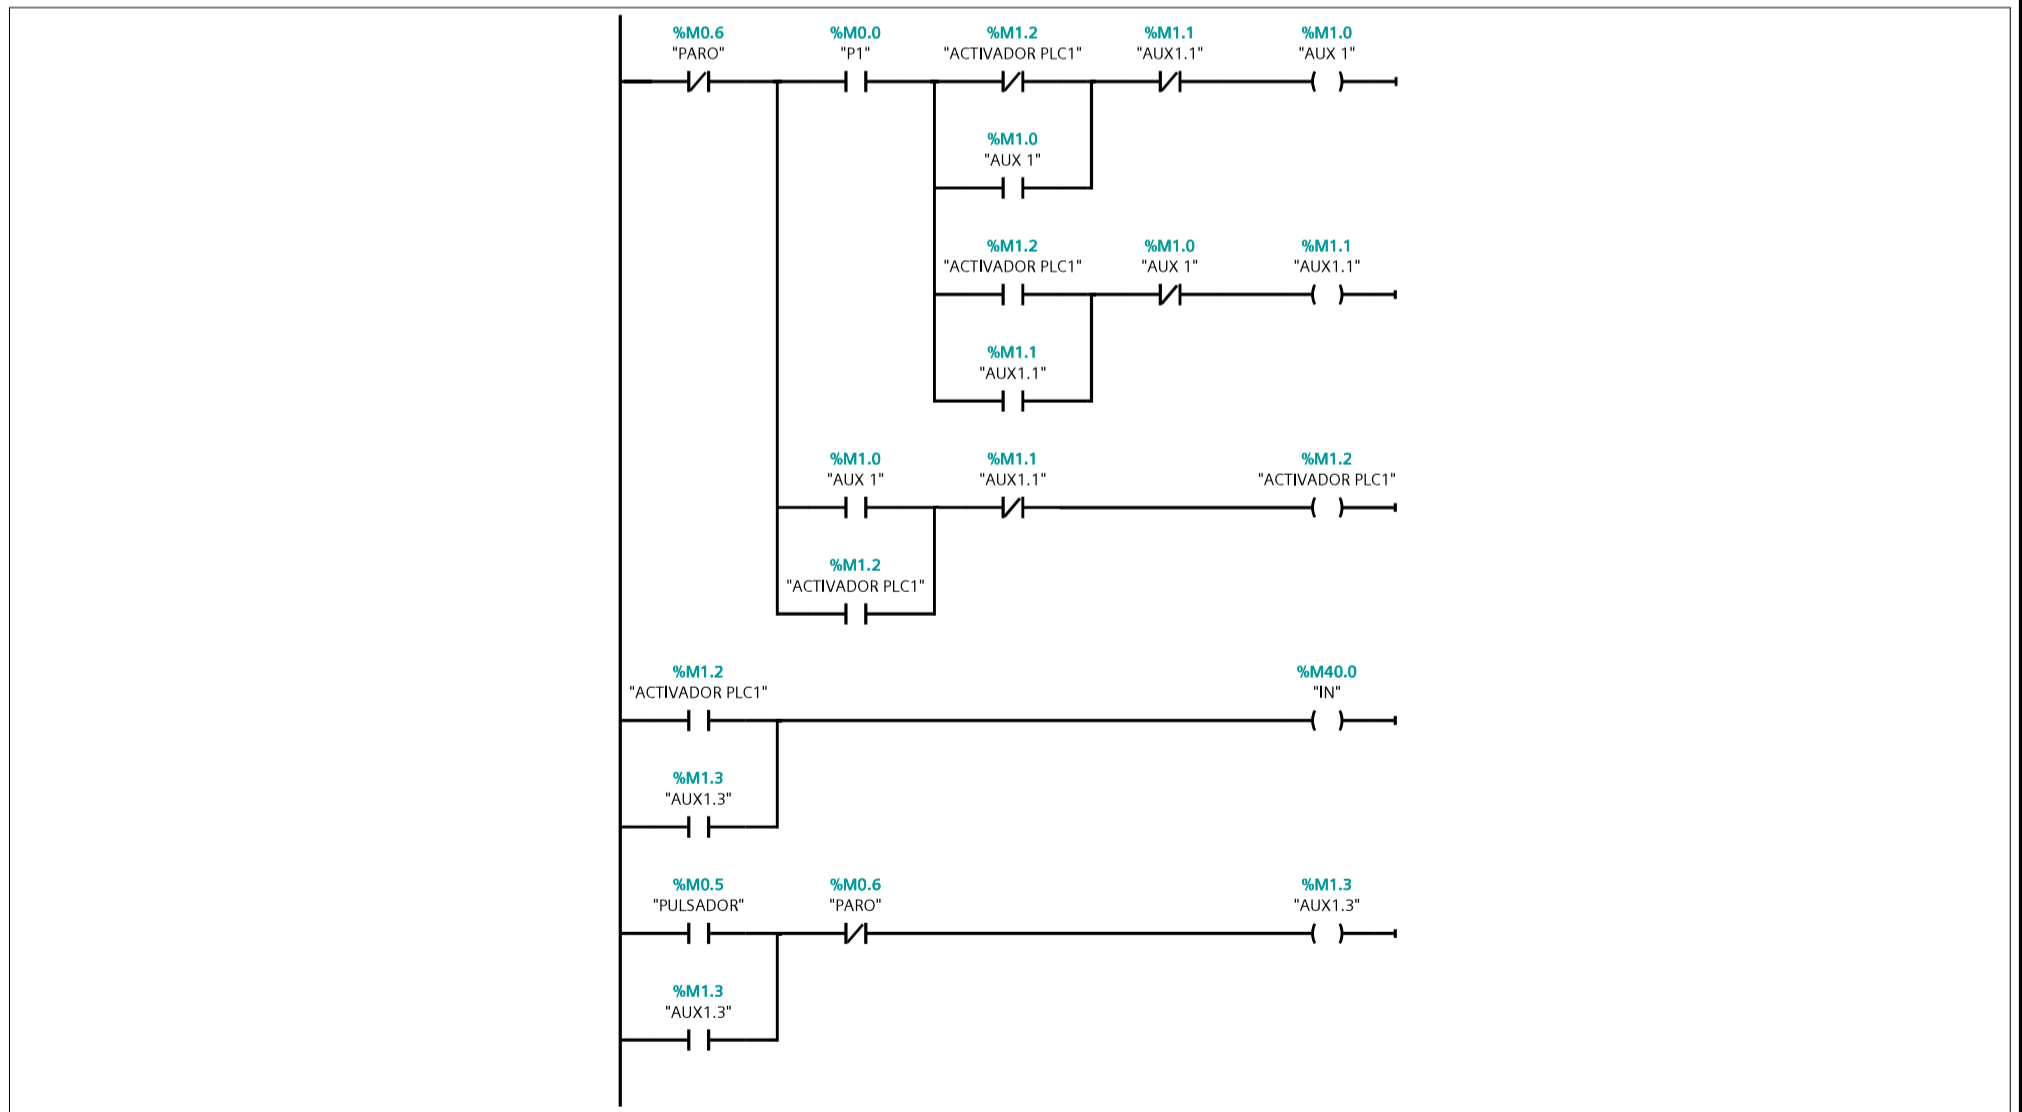 %M0.6 %M0.0 %M1.2 %M1.1 %M1.0
"PARO" "P1" "ACTIVADOR PLC1" "AUX1.1" "AUX 1"
%M1.0
"AUX 1"
%M1.2 %M1.0 %M1.1
"ACTIVADOR PLC1" "AUX 1" "AUX1.1"
%M1.1
"AUX1.1"
%M1.0 %M1.1 %M1.2
"AUX 1" "AUX1.1" "ACTIVADOR PLC1"
%M1.2
"ACTIVADOR PLC1"
%M1.2 %M40.0
"ACTIVADOR PLC1" "IN"
%M1.3
"AUX1.3"
%M0.5 %M0.6 %M1.3
"PULSADOR" "PARO" "AUX1.3"
%M1.3
"AUX1.3"